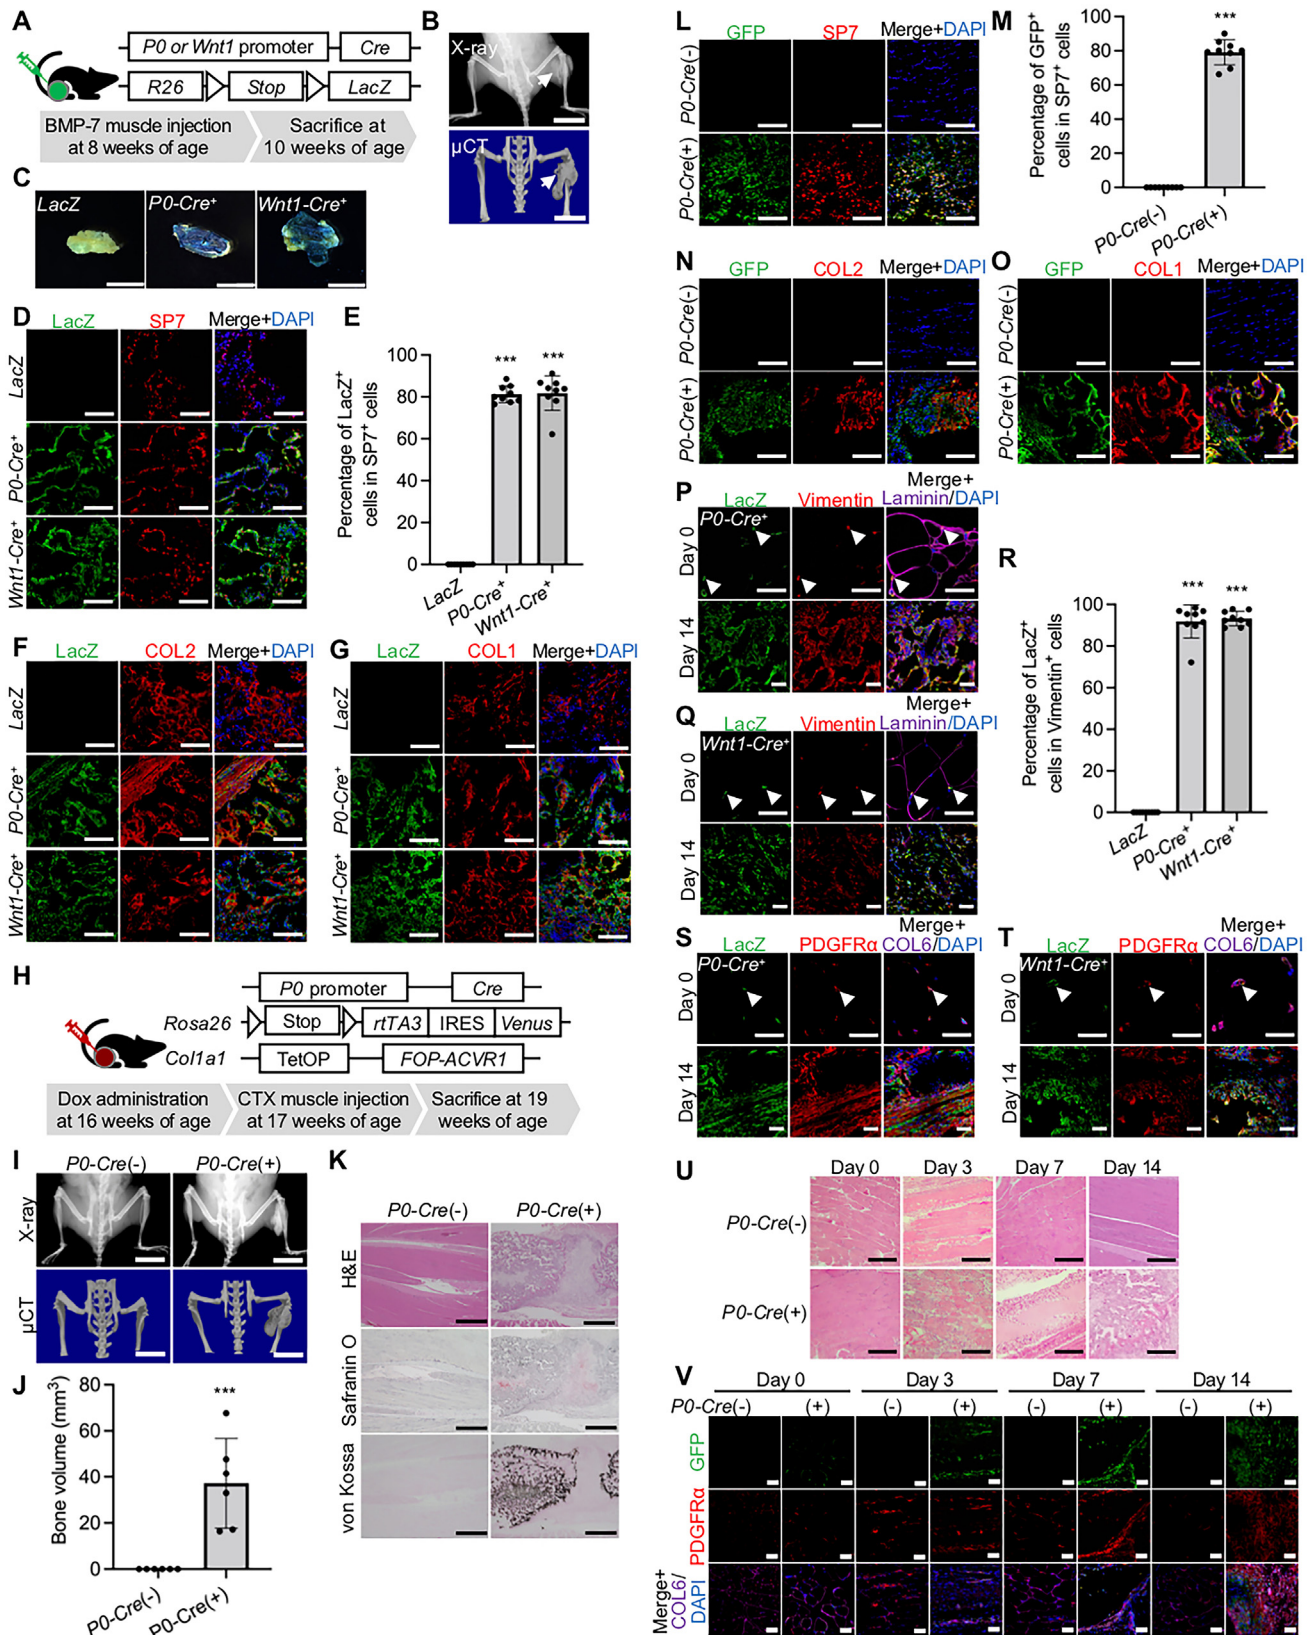 A
P0 or Wnt1 promoter
Cre
R26
Stop
LacZ
BMP-7 muscle injection
at 8 weeks of age
Sacrifice at
10 weeks of age
B
X-ray
µCT
C
LacZ
P0-Cre+
Wnt1-Cre+
D
LacZ
SP7
Merge+DAPI
LacZ
P0-Cre+
Wnt1-Cre+
E
Percentage of LacZ+
cells in SP7+ cells
100
80
60
40
20
0
***
***
LacZ
P0-Cre+
Wnt1-Cre+
F
LacZ
COL2
Merge+DAPI
LacZ
P0-Cre+
Wnt1-Cre+
G
LacZ
COL1
Merge+DAPI
LacZ
P0-Cre+
Wnt1-Cre+
H
P0 promoter
Cre
Rosa26
Stop
rtTA3
IRES
Venus
Col1a1
TetOP
FOP-ACVR1
Dox administration
at 16 weeks of age
CTX muscle injection
at 17 weeks of age
Sacrifice at 19
weeks of age
I
P0-Cre(-)
P0-Cre(+)
X-ray
µCT
J
Bone volume (mm3)
80
60
40
20
0
***
P0-Cre(-)
P0-Cre(+)
K
P0-Cre(-)
P0-Cre(+)
H&E
Safranin O
von Kossa
L
GFP
SP7
Merge+DAPI
P0-Cre(-)
P0-Cre(+)
M
Percentage of GFP+
cells in SP7+ cells
100
80
60
40
20
0
***
P0-Cre(-)
P0-Cre(+)
N
GFP
COL2
Merge+DAPI
P0-Cre(-)
P0-Cre(+)
O
GFP
COL1
Merge+DAPI
P0-Cre(-)
P0-Cre(+)
P
LacZ
Vimentin
Merge+
Laminin/DAPI
P0-Cre+
Day 0
Day 14
Q
LacZ
Vimentin
Merge+
Laminin/DAPI
Wnt1-Cre+
Day 0
Day 14
R
Percentage of LacZ+
cells in Vimentin+ cells
100
80
60
40
20
0
***
***
LacZ
P0-Cre+
Wnt1-Cre+
S
LacZ
PDGFRα
Merge+
COL6/DAPI
P0-Cre+
Day 0
Day 14
T
LacZ
PDGFRα
Merge+
COL6/DAPI
Wnt1-Cre+
Day 0
Day 14
U
Day 0
Day 3
Day 7
Day 14
P0-Cre(-)
P0-Cre(+)
V
Day 0
Day 3
Day 7
Day 14
P0-Cre(-)
(+)
(-)
(+)
(-)
(+)
(-)
(+)
GFP
PDGFRα
Merge+
COL6/
DAPI